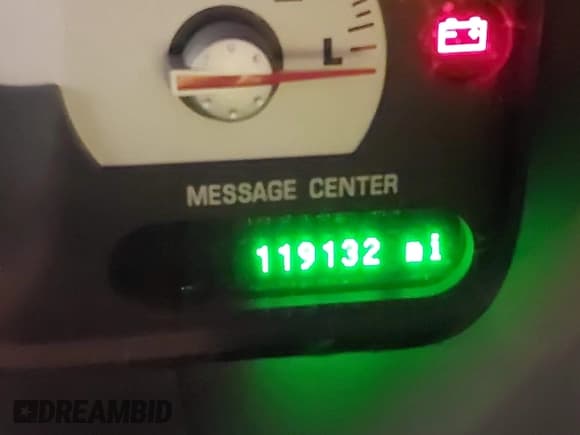 L
MESSAGE CENTER
119132 mi
DREAMBID